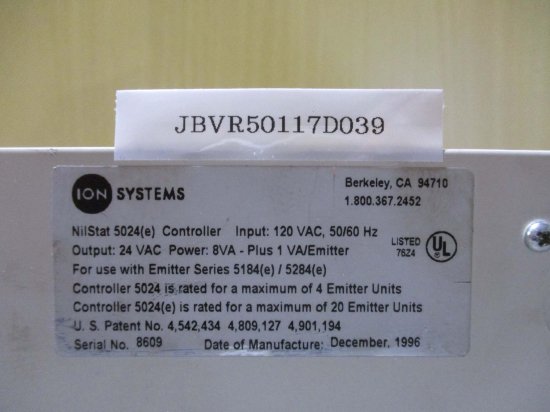 JBVR50117D039
ION SYSTEMS
Berkeley, CA 94710
1.800.367.2452
NilStat 5024(e) Controller Input: 120 VAC, 50/60 Hz
Output: 24 VAC Power: 8VA - Plus 1 VA/Emitter
LISTED
76Z4
UL
For use with Emitter Series 5184(e) / 5284(e)
Controller 5024 is rated for a maximum of 4 Emitter Units
Controller 5024(e) is rated for a maximum of 20 Emitter Units
U. S. Patent No. 4,542,434 4,809,127 4,901,194
Serial No. 8609 Date of Manufacture: December, 1996